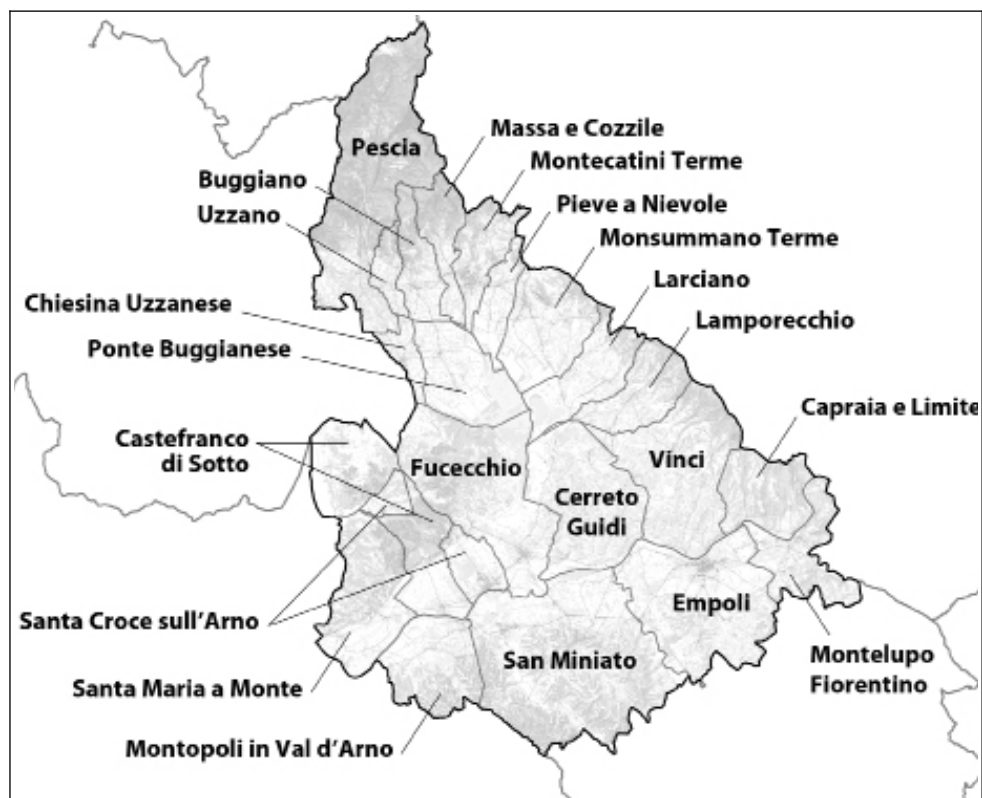 Pescia
Massa e Cozzile
Montecatini Terme
Buggiano
Pieve a Nievole
Uzzano
Monsummano Terme
Larciano
Chiesina Uzzanese
Lamporecchio
Ponte Buggianese
Capraia e Limite
Castefranco
di Sotto
Fucecchio
Vinci
Cerreto
Guidi
Empoli
Santa Croce sull'Arno
San Miniato
Montelupo
Fiorentino
Santa Maria a Monte
Montopoli in Val d'Arno